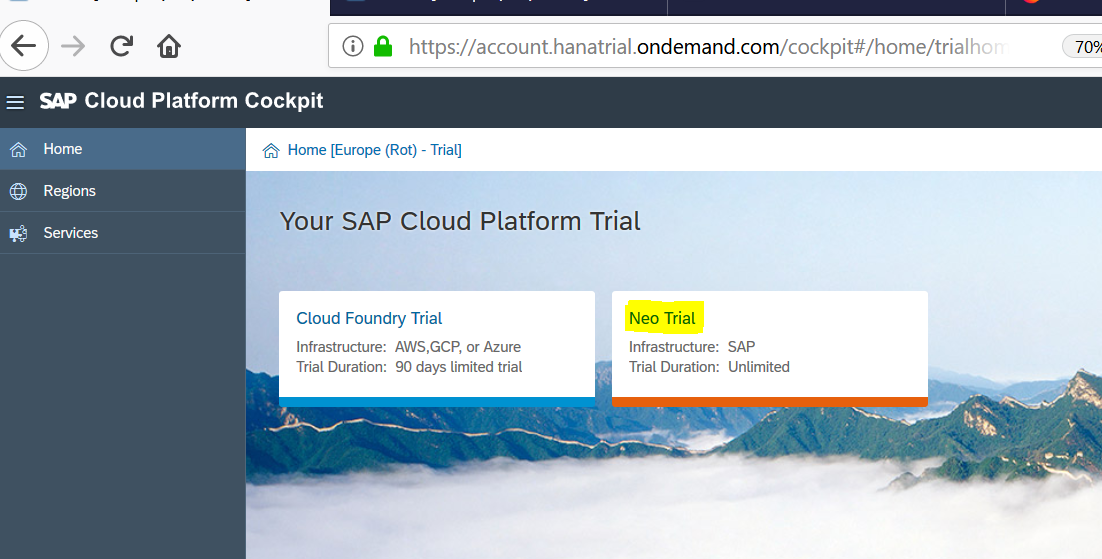 https://account.hanatrial.ondemand.com/cockpit#/home/trialhom
70%
SAP Cloud Platform Cockpit
Home
Home [Europe (Rot) - Trial]
Regions
Services
Your SAP Cloud Platform Trial
Cloud Foundry Trial
Infrastructure: AWS,GCP, or Azure
Trial Duration: 90 days limited trial
Neo Trial
Infrastructure: SAP
Trial Duration: Unlimited